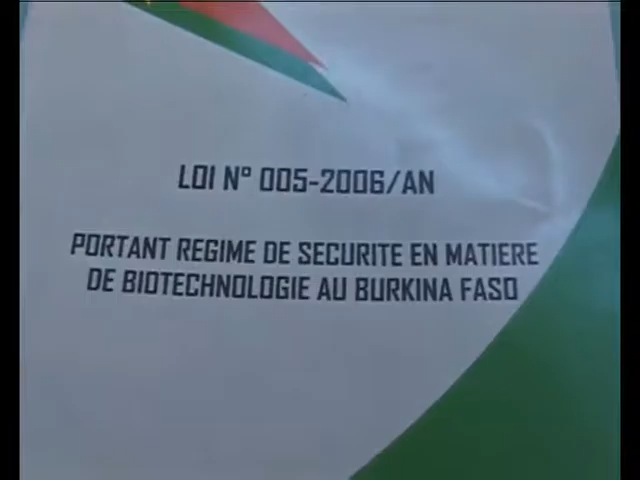 LOI N° 005-2006/AN
PORTANT REGIME DE SECURITE EN MATIERE
DE BIOTECHNOLOGIE AU BURKINA FASO